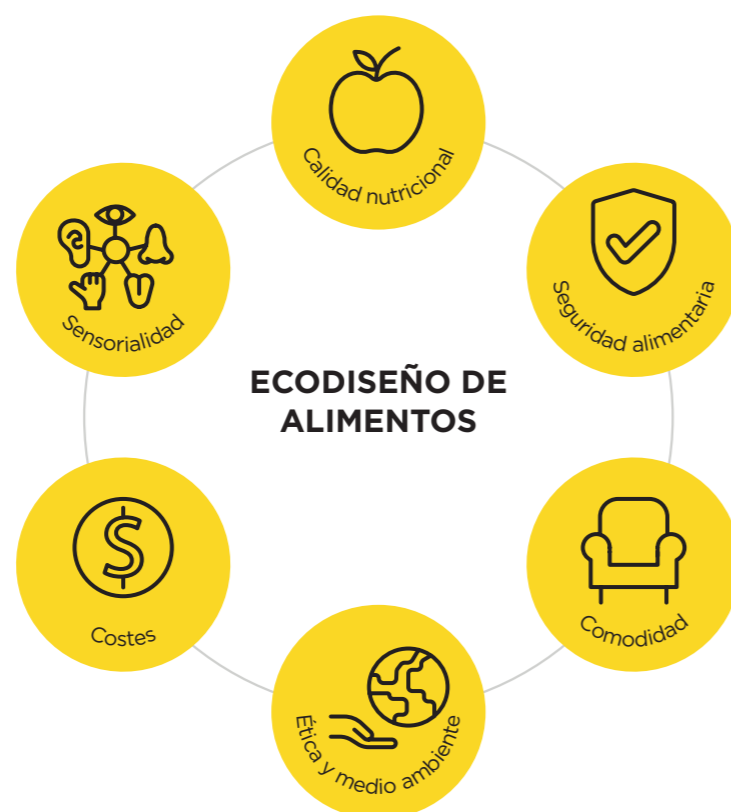 Calidad nutricional
Seguridad alimentaria
Sensorialidad
ECODISEÑO DE
ALIMENTOS
Comodidad
Costes
Ética y medio ambiente